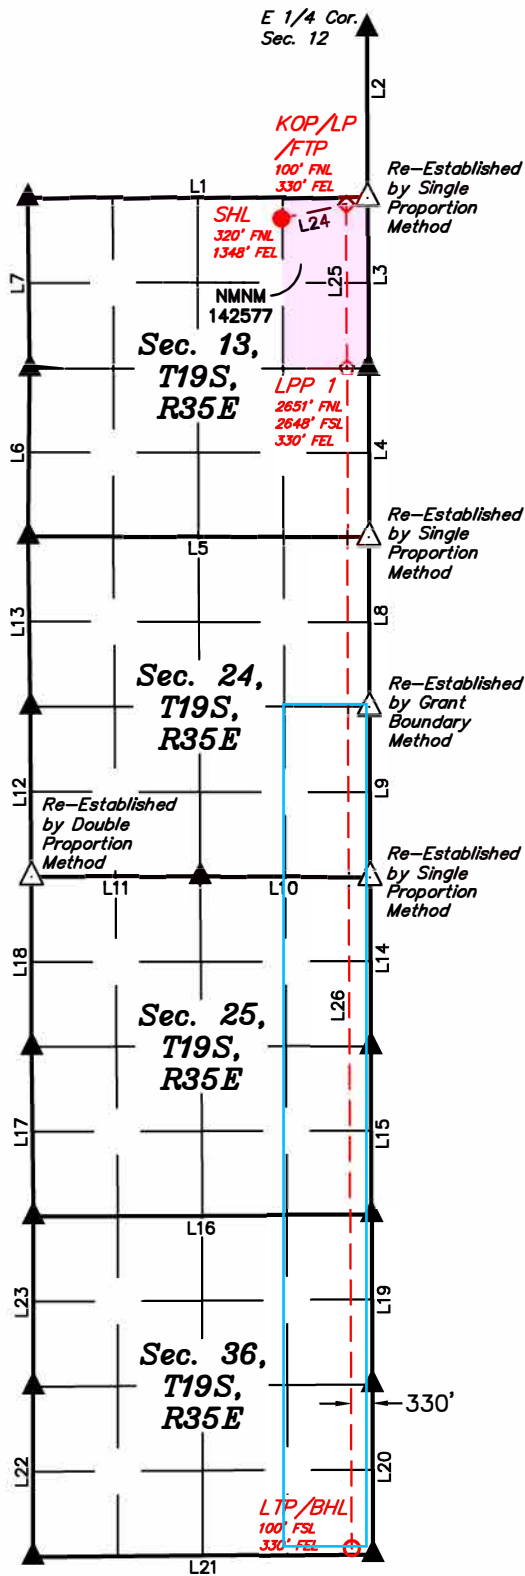 E 1/4 Cor.
Sec. 12
L2
KOP/LP
/FTP
100' FNL
330' FEL
Re-Established
by Single
Proportion
Method
L1
SHL
320' FNL
1348' FEL
L24
L25
L3
L7
NMNM
142577
Sec. 13,
T19S,
R35E
LPP 1
2651' FNL
2648' FSL
330' FEL
L6
L4
Re-Established
by Single
Proportion
Method
L5
L13
L8
Sec. 24,
T19S,
R35E
Re-Established
by Grant
Boundary
Method
L12
L9
Re-Established
by Double
Proportion
Method
Re-Established
by Single
Proportion
Method
L11
L10
L18
L14
L26
Sec. 25,
T19S,
R35E
L17
L15
L16
L23
L19
Sec. 36,
T19S,
R35E
330'
L22
L20
LTP/BHL
100' FSL
330' FEL
L21